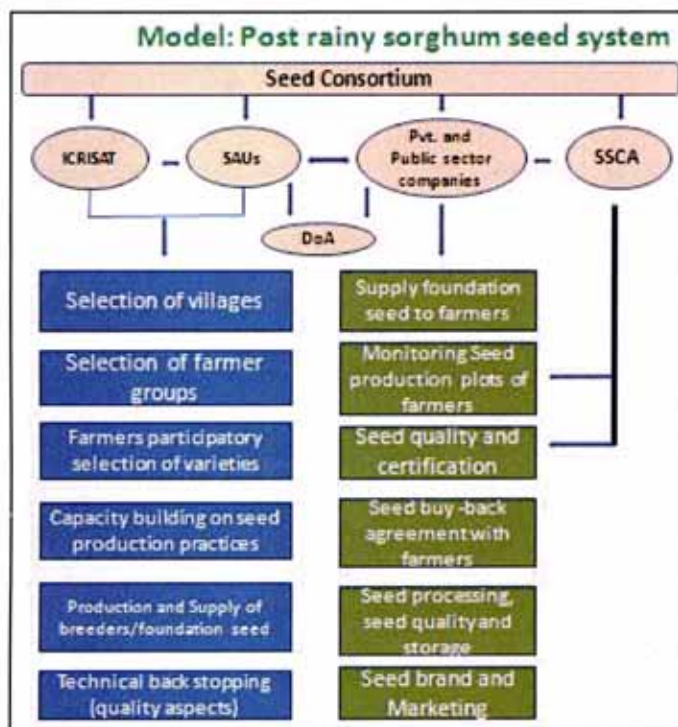 Model: Post rainy sorghum seed system
Seed Consortium
ICRISAT
SAUs
Pvt. and
Public sector
companies
SSCA
DoA
Selection of villages
Selection of farmer
groups
Farmers participatory
selection of varieties
Capacity building on seed
production practices
Production and Supply of
breeders/foundation seed
Technical back stopping
(quality aspects)
Supply foundation
seed to farmers
Monitoring Seed
production plots of
farmers
Seed quality and
certification
Seed buy -back
agreement with
farmers
Seed processing,
seed quality and
storage
Seed brand and
Marketing